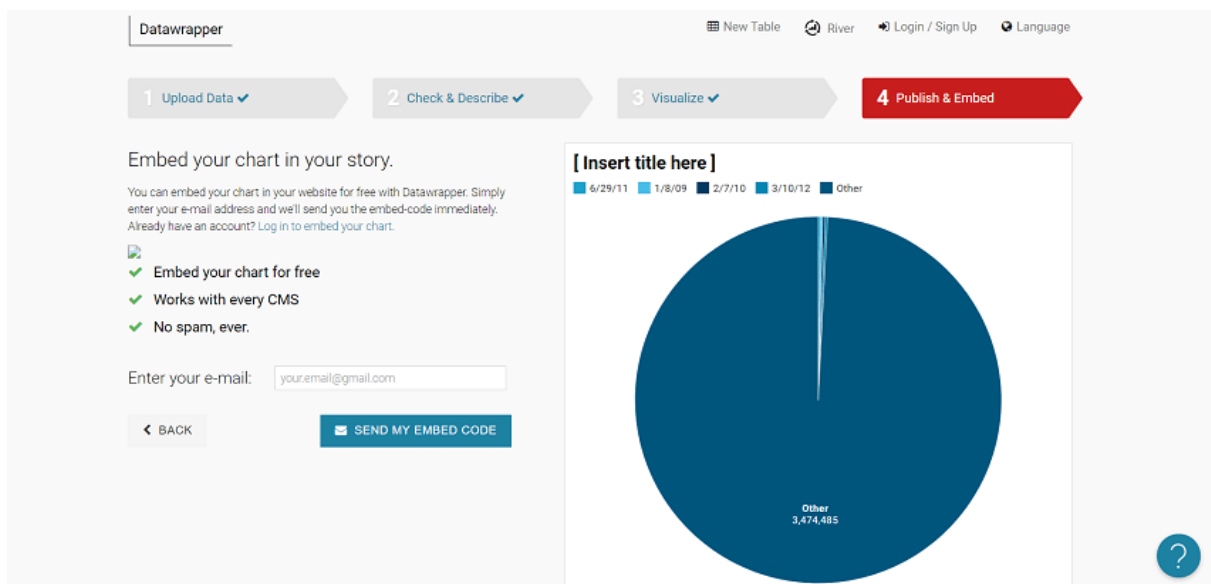 Datawrapper
New Table River Login / Sign Up Language
1 Upload Data
2 Check & Describe
3 Visualize
4 Publish & Embed
Embed your chart in your story.
You can embed your chart in your website for free with Datawrapper. Simply
enter your e-mail address and we'll send you the embed-code immediately.
Already have an account? Log in to embed your chart.
Embed your chart for free
Works with every CMS
No spam, ever.
Enter your e-mail: your.email@gmail.com
BACK
SEND MY EMBED CODE
[ Insert title here ]
6/29/11 1/8/09 2/7/10 3/10/12 Other
Other
3,474,485
?